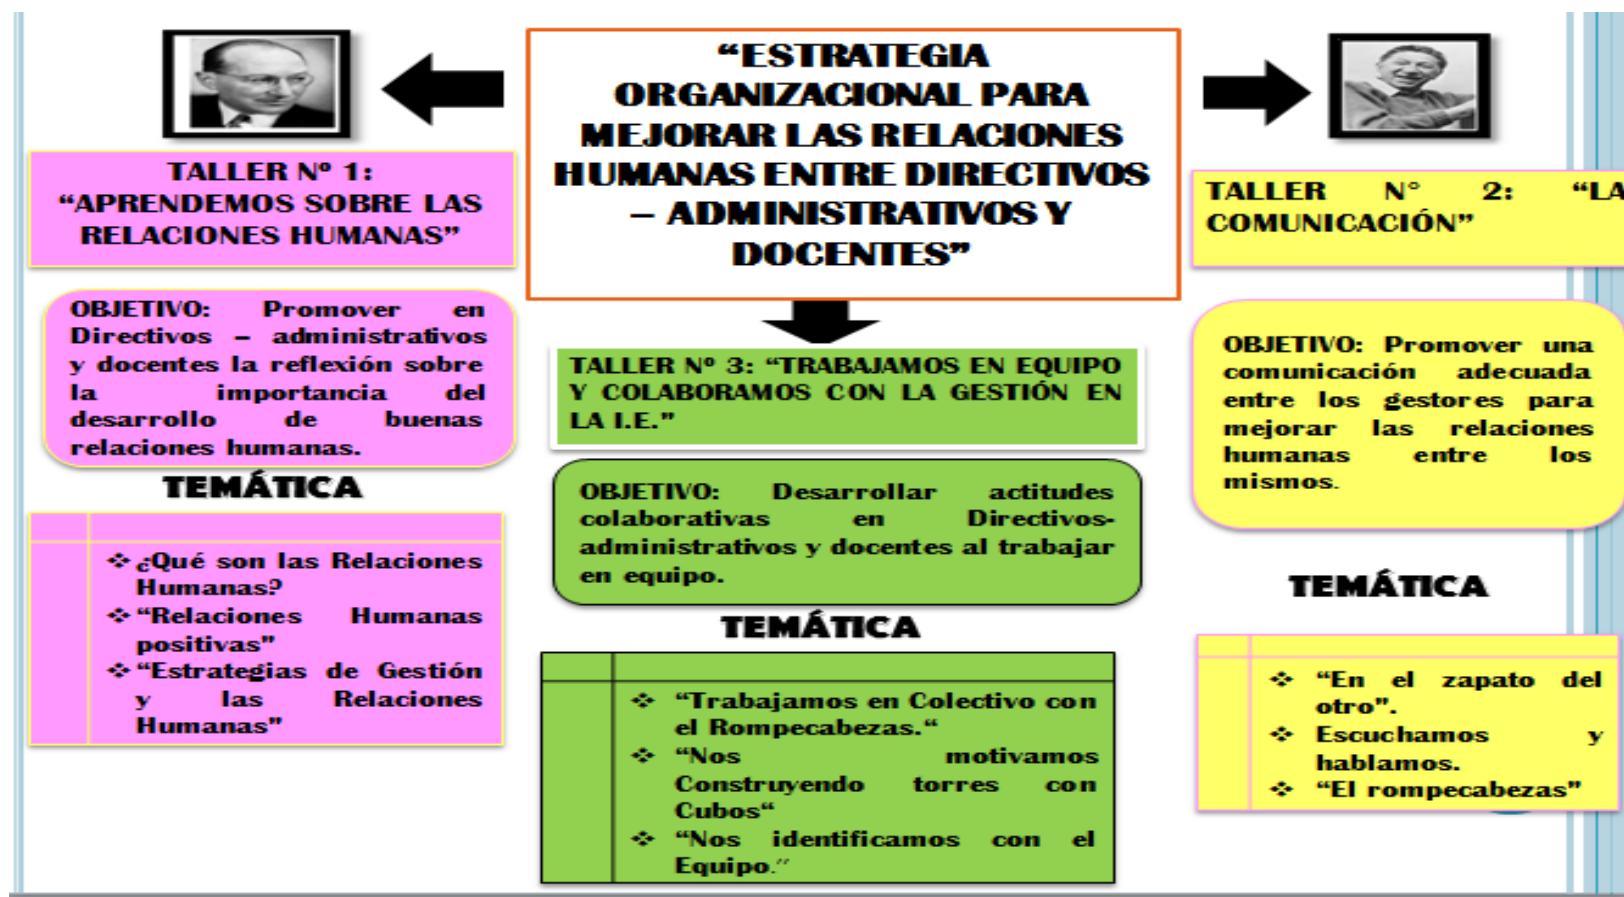 “ESTRATEGIA
ORGANIZACIONAL PARA
MEJORAR LAS RELACIONES
HUMANAS ENTRE DIRECTIVOS
– ADMINISTRATIVOS Y
DOCENTES”
TALLER Nº 1:
“APRENDEMOS SOBRE LAS
RELACIONES HUMANAS”
OBJETIVO: Promover en
Directivos – administrativos
y docentes la reflexión sobre
la importancia del
desarrollo de buenas
relaciones humanas.
TEMÁTICA
❖ ¿Qué son las Relaciones
Humanas?
❖ “Relaciones Humanas
positivas”
❖ “Estrategias de Gestión
y las Relaciones
Humanas”
TALLER Nº 3: “TRABAJAMOS EN EQUIPO
Y COLABORAMOS CON LA GESTIÓN EN
LA I.E.”
OBJETIVO: Desarrollar actitudes
colaborativas en Directivos-
administrativos y docentes al trabajar
en equipo.
TEMÁTICA
❖ “Trabajamos en Colectivo con
el Rompecabezas.“
❖ “Nos motivamos
Construyendo torres con
Cubos“
❖ “Nos identificamos con el
Equipo.”
TALLER N° 2: “LA
COMUNICACIÓN”
OBJETIVO: Promover una
comunicación adecuada
entre los gestores para
mejorar las relaciones
humanas entre los
mismos.
TEMÁTICA
❖ “En el zapato del
otro”.
❖ Escuchamos y
hablamos.
❖ “El rompecabezas”